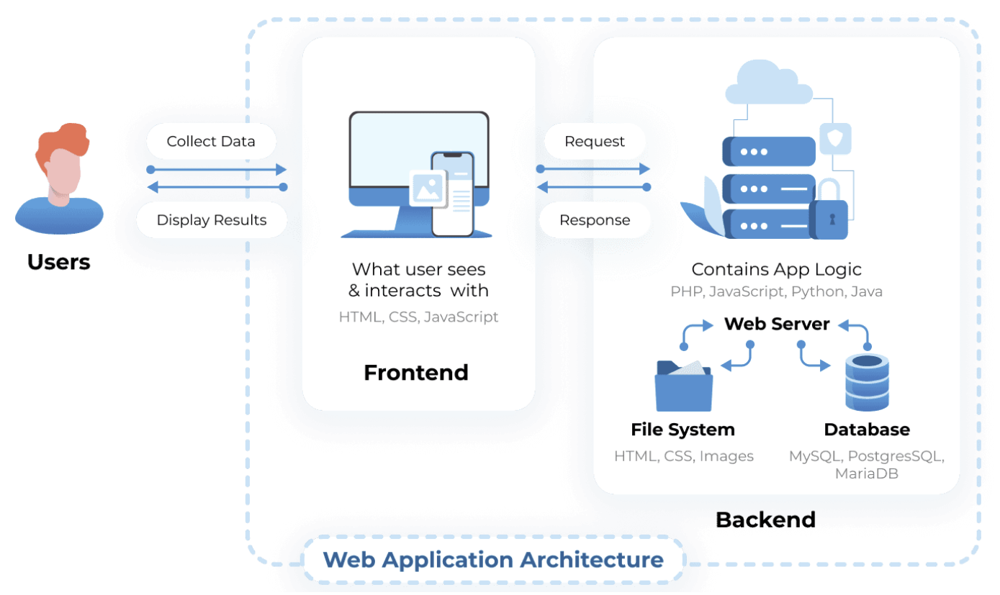 Collect Data
Display Results
Users
What user sees
& interacts with
HTML, CSS, JavaScript
Frontend
Request
Response
Contains App Logic
PHP, JavaScript, Python, Java
Web Server
File System
HTML, CSS, Images
Database
MySQL, PostgresSQL,
MariaDB
Backend
Web Application Architecture